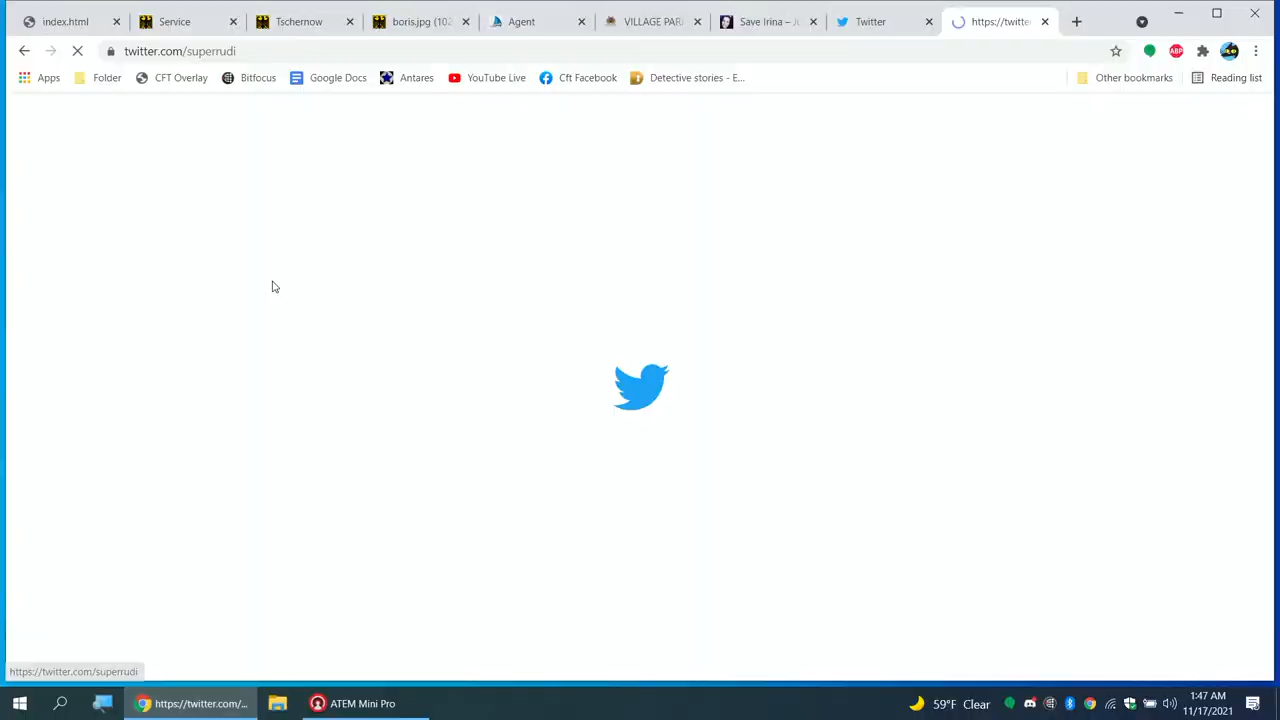 index.html
Service
Tschernow
boris.jpg (102
Agent
VILLAGE PAR
Save Irina – Ju
Twitter
https://twitte
twitter.com/superrudi
ABP
Apps
Folder
CFT Overlay
Bitfocus
Google Docs
Antares
YouTube Live
Cft Facebook
Detective stories - E...
Other bookmarks
Reading list
https://twitter.com/superrudi
https://twitter.com/...
ATEM Mini Pro
59°F Clear
1:47 AM
11/17/2021